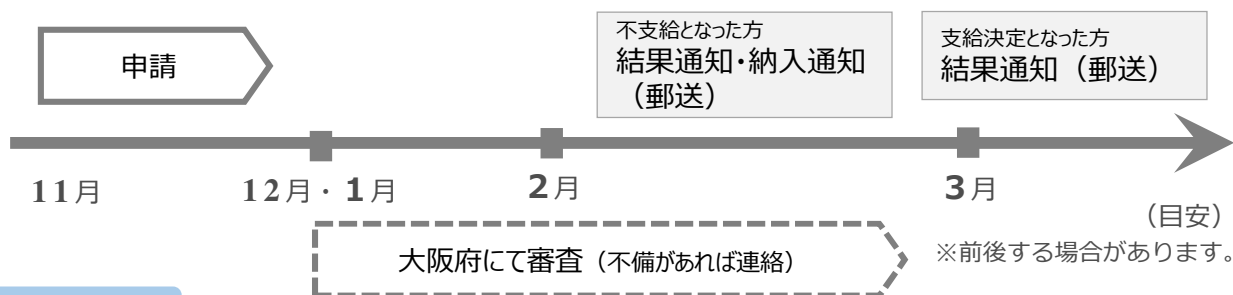 申請
不支給となった方
結果通知・納入通知
（郵送）
支給決定となった方
結果通知（郵送）
11月
12月・1月
2月
3月
（目安）
※前後する場合があります。
大阪府にて審査（不備があれば連絡）